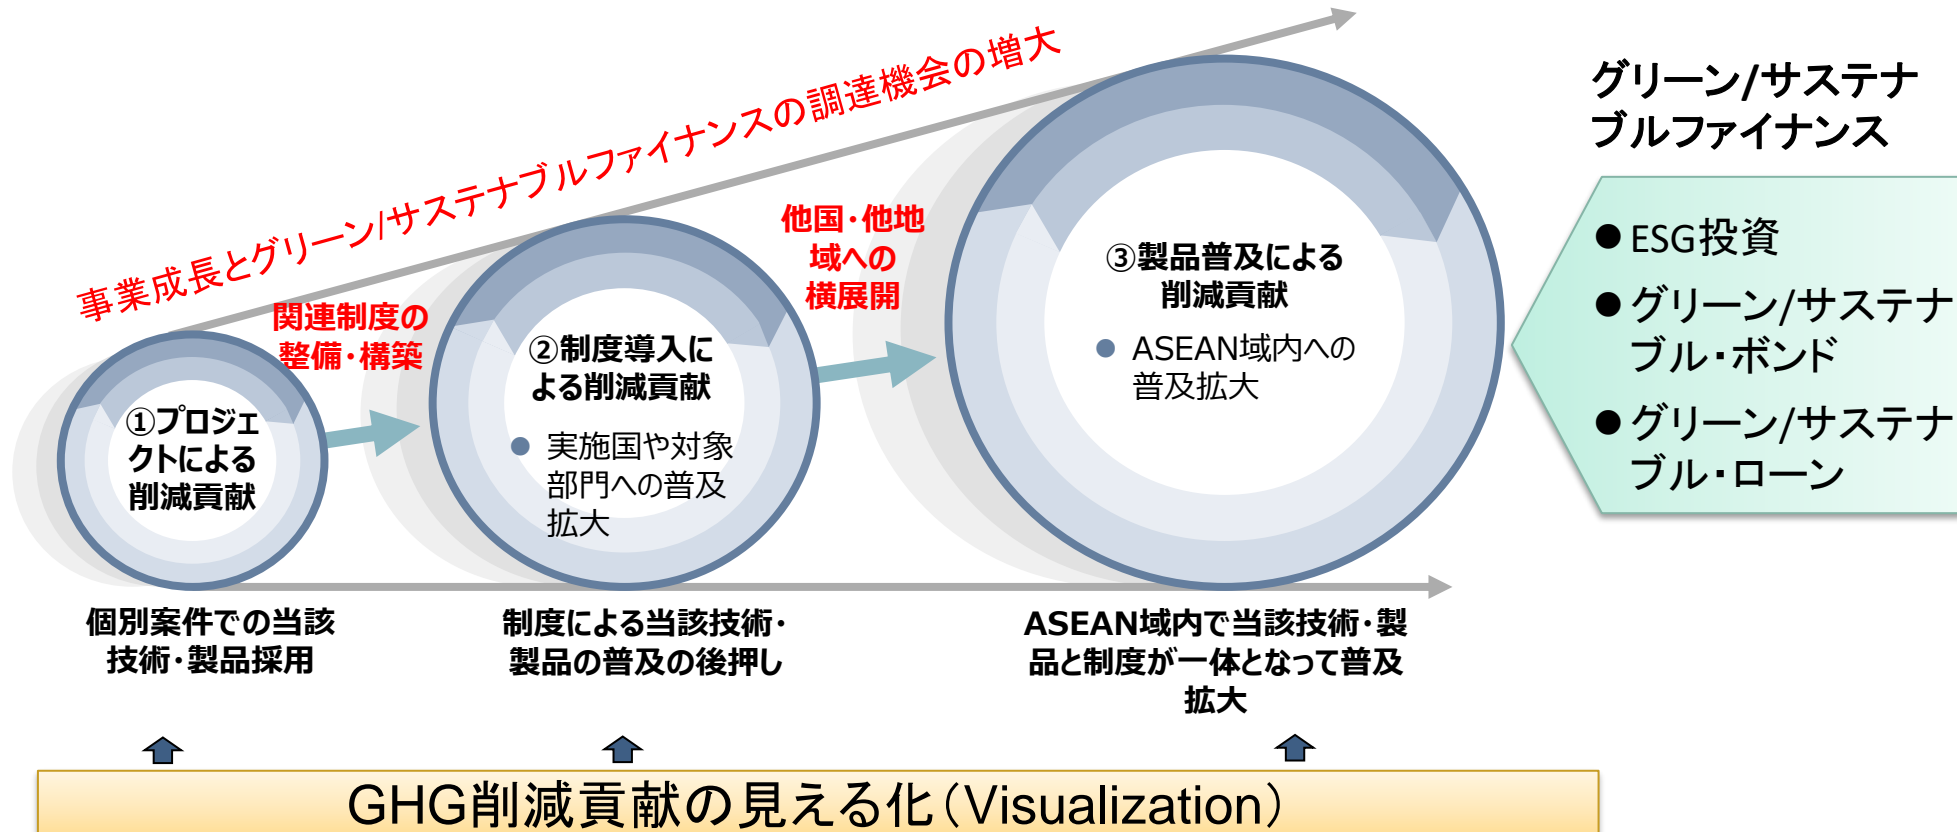 事業成長とグリーン/サステナブルファイナンスの調達機会の増大
関連制度の
整備・構築
他国・他地
域への
横展開
①プロジェ
クトによる
削減貢献
②制度導入に
よる削減貢献
● 実施国や対象
部門への普及
拡大
③製品普及による
削減貢献
● ASEAN域内への
普及拡大
個別案件での当該
技術・製品採用
制度による当該技術・
製品の普及の後押し
ASEAN域内で当該技術・製
品と制度が一体となって普及
拡大
グリーン/サステナ
ブルファイナンス
● ESG投資
● グリーン/サステナ
ブル・ボンド
● グリーン/サステナ
ブル・ローン
GHG削減貢献の見える化（Visualization）